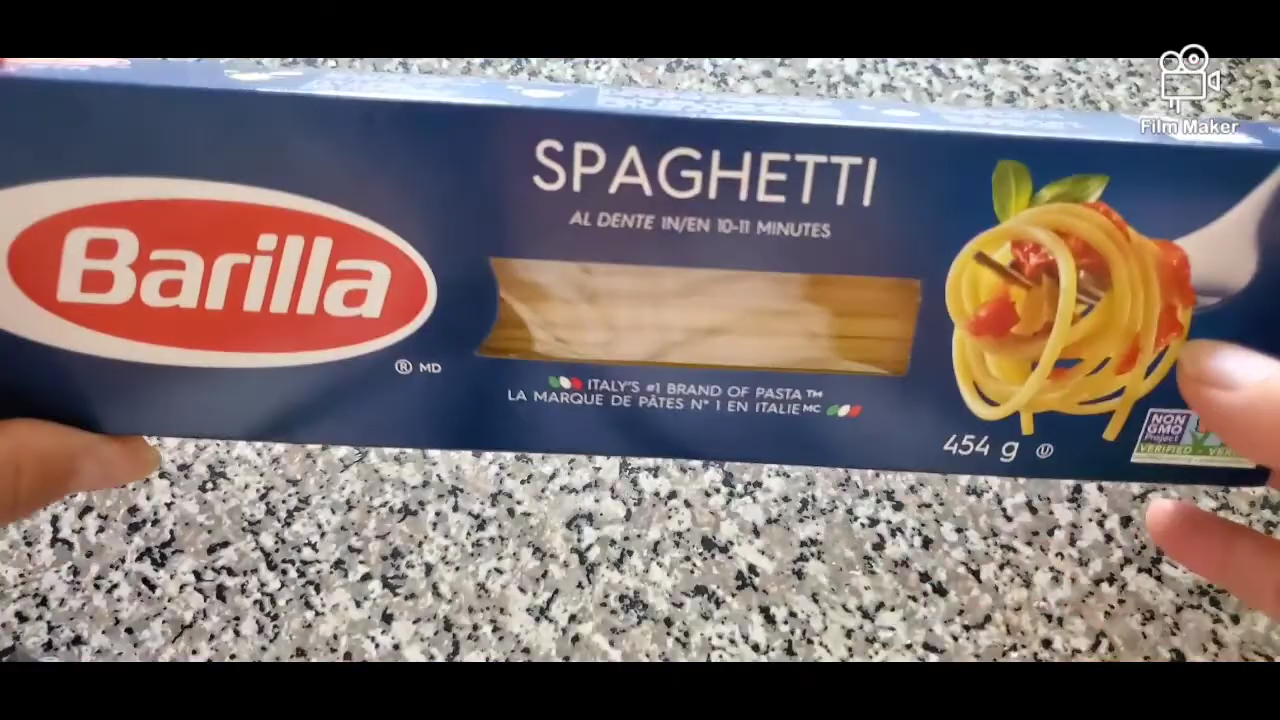 Film Maker
SPAGHETTI
AL DENTE IN/EN 10-11 MINUTES
Barilla
® MD
ITALY'S #1 BRAND OF PASTA™
LA MARQUE DE PÂTES N° 1 EN ITALIE MC
454 g U
NON
GMO
Project
VERIFIED